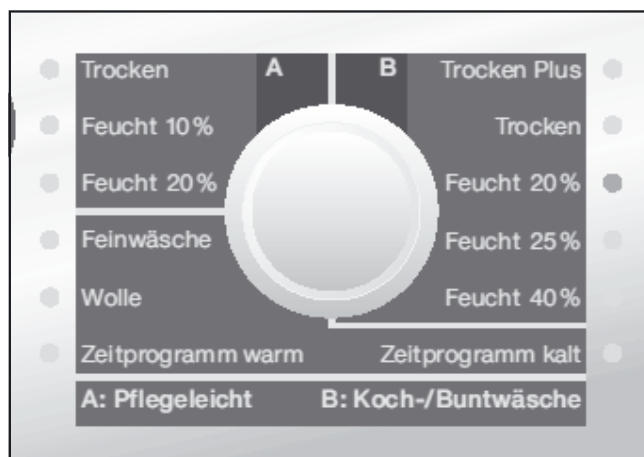 A B
Trocken Trocken Plus
Feucht 10% Trocken
Feucht 20% Feucht 20%
Feinwäsche Feucht 25%
Wolle Feucht 40%
Zeitprogramm warm Zeitprogramm kalt
A: Pflegeleicht B: Koch-/Buntwäsche